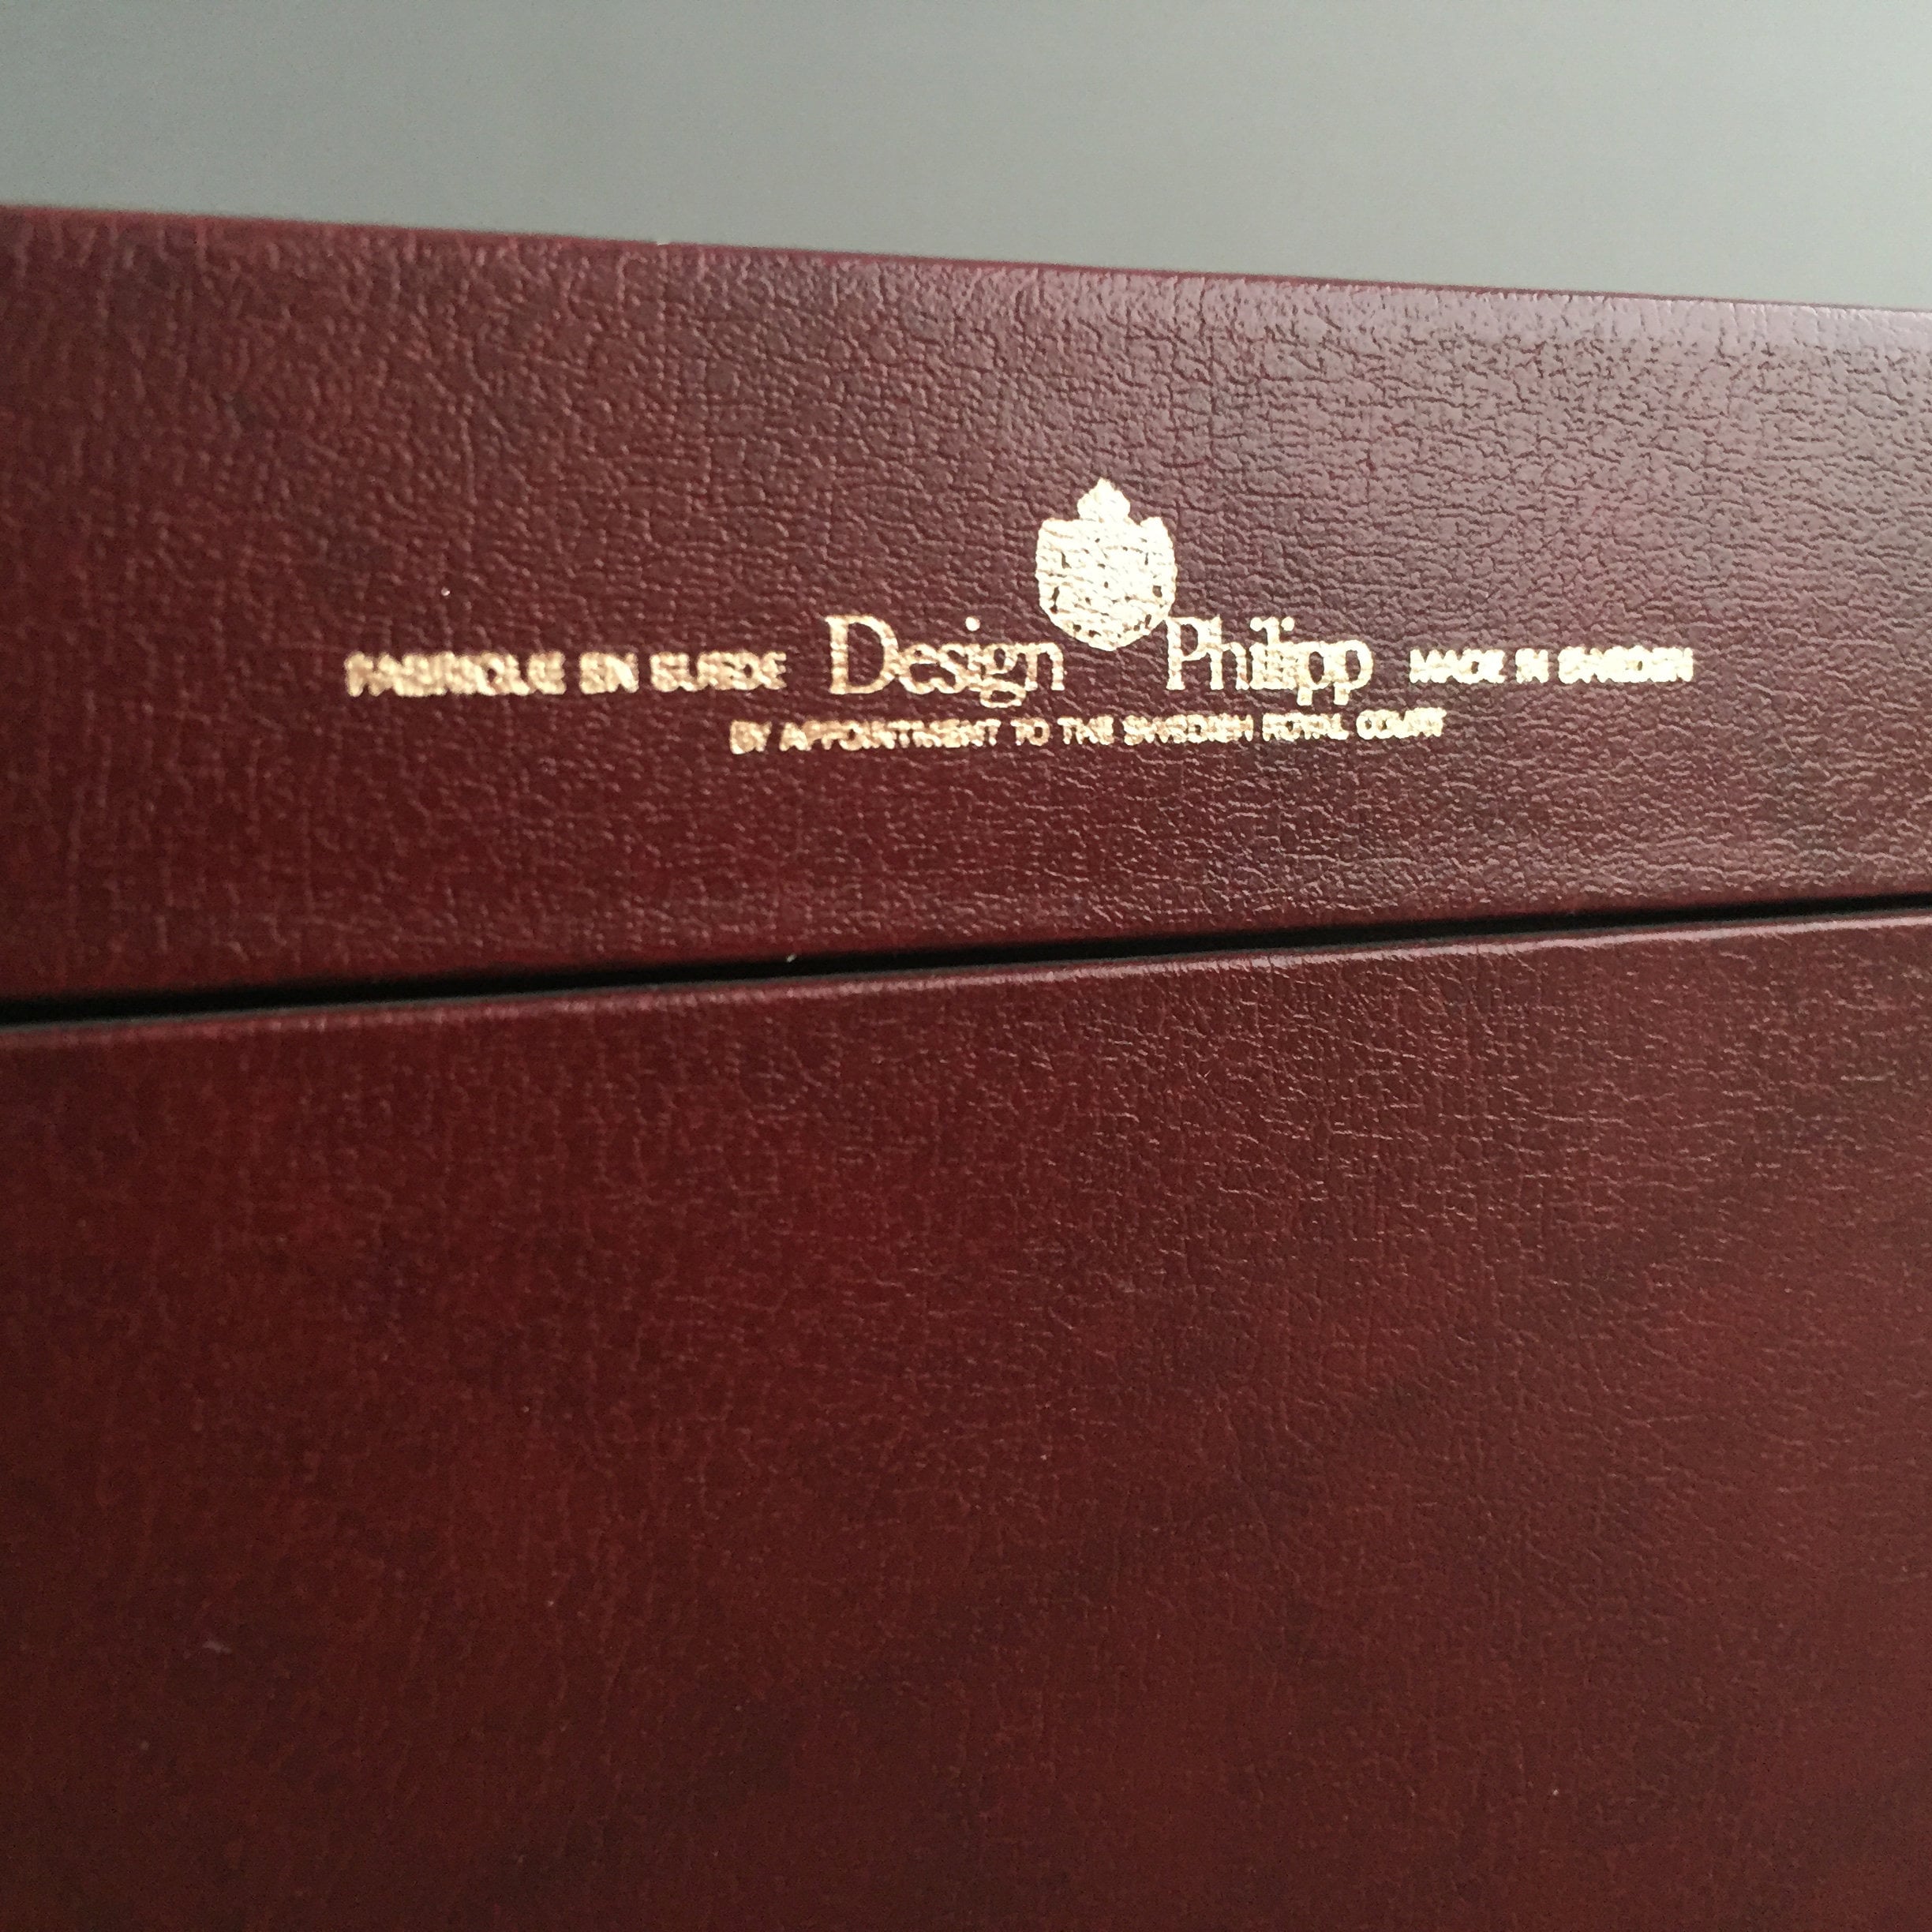 FABRIQUE EN SUEDE Design Philipp MADE IN SWEDEN
BY APPOINTMENT TO THE SWEDISH ROYAL COURT